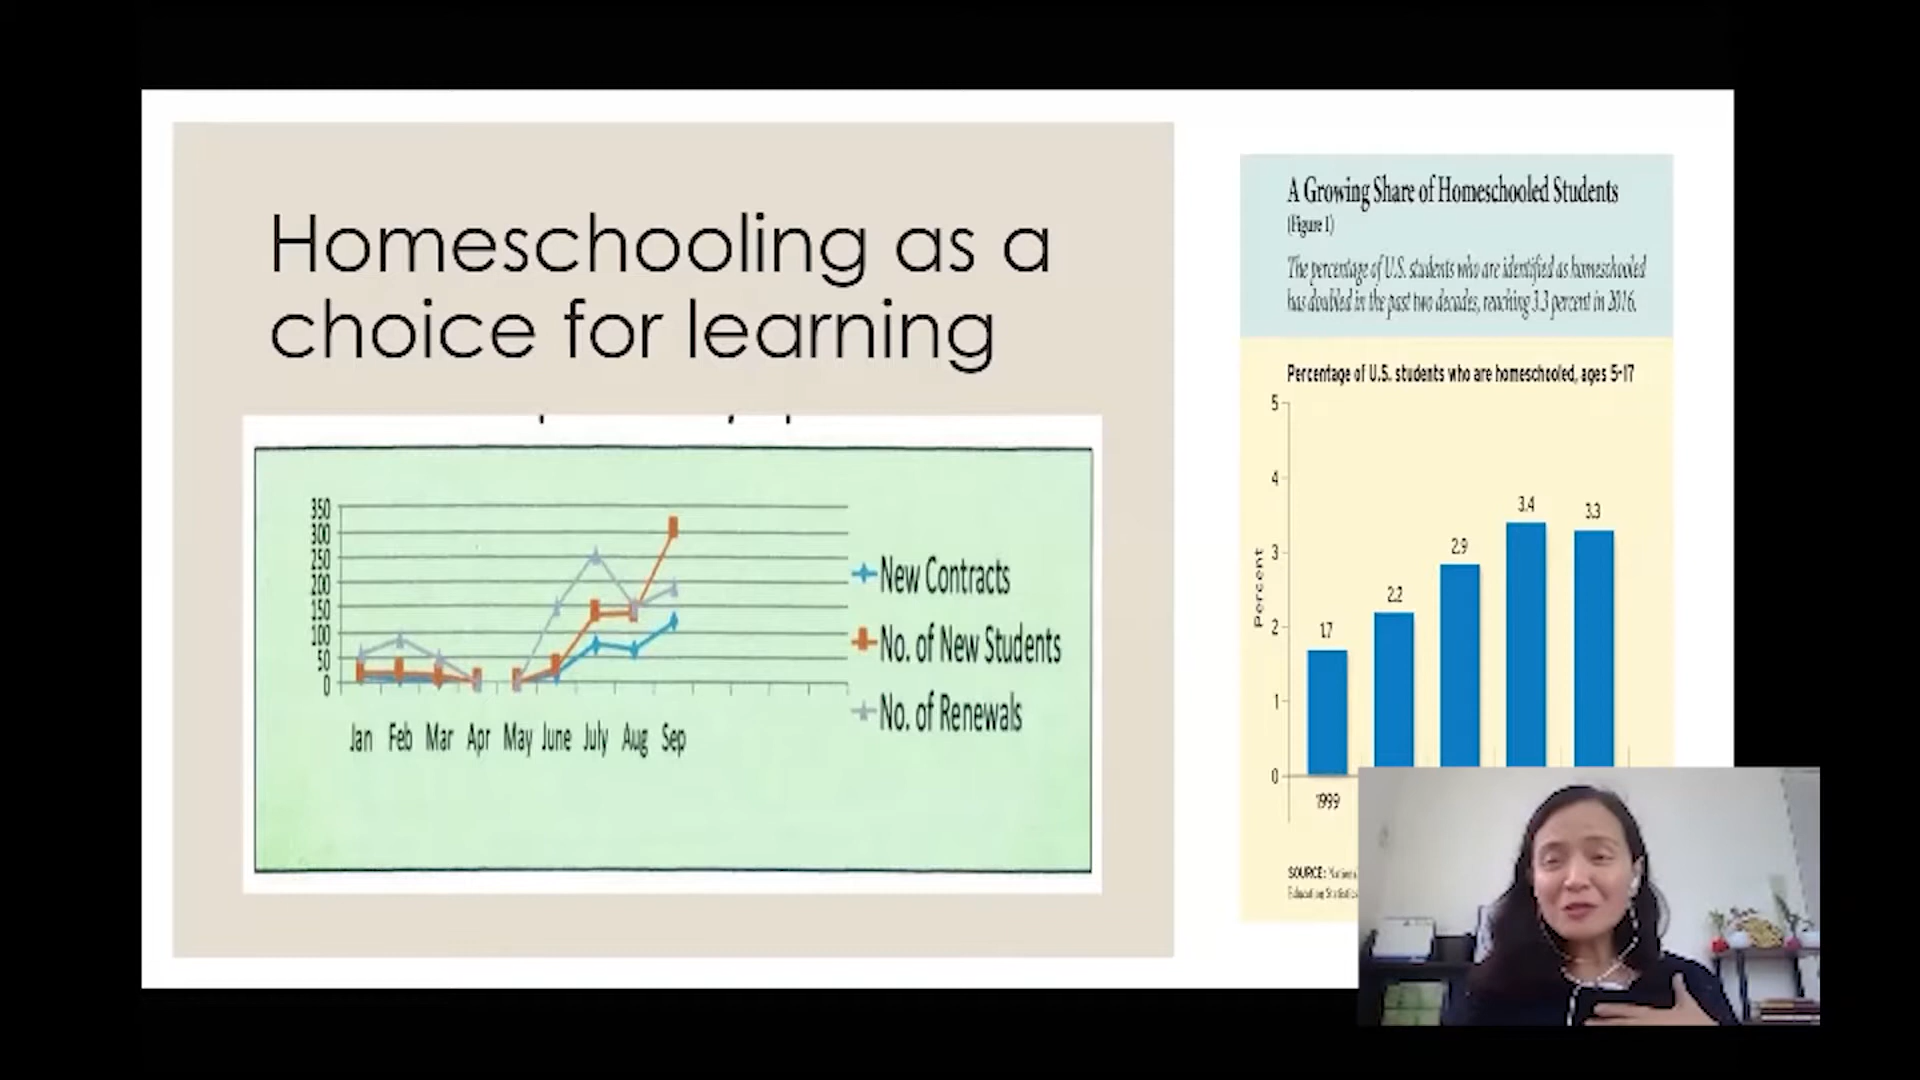 Homeschooling as a
choice for learning
350
300
250
200
150
100
50
0
Jan Feb Mar Apr May June July Aug Sep
New Contracts
No. of New Students
No. of Renewals
A Growing Share of Homeschooled Students
(Figure 1)
The percentage of U.S. students who are identified as homeschooled
has doubled in the past two decades, reaching 3.3 percent in 2016.
Percentage of U.S. students who are homeschooled, ages 5-17
5
4
3
2
1
0
Percent
1.7
2.2
2.9
3.4
3.3
1999
SOURCE: